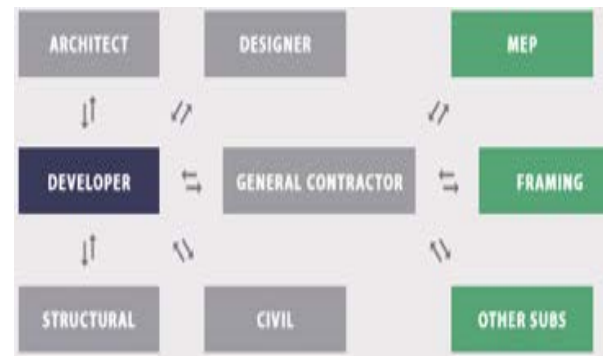 ARCHITECT
DESIGNER
MEP
DEVELOPER
GENERAL CONTRACTOR
FRAMING
STRUCTURAL
CIVIL
OTHER SUBS